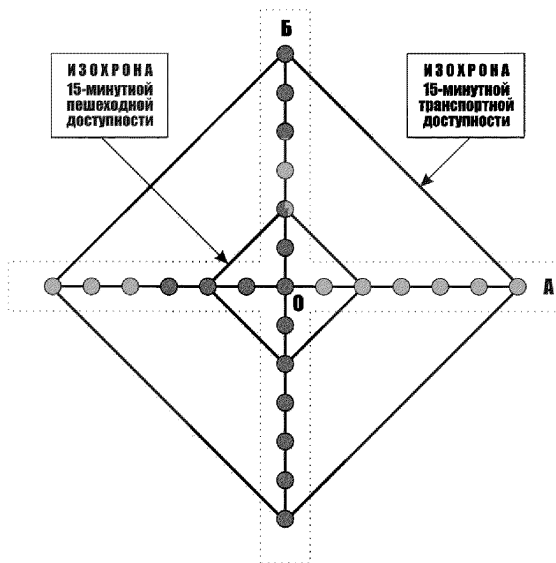 Б
ИЗОХРОНА
15-минутной
пешеходной
доступности
ИЗОХРОНА
15-минутной
транспортной
доступности
О
А